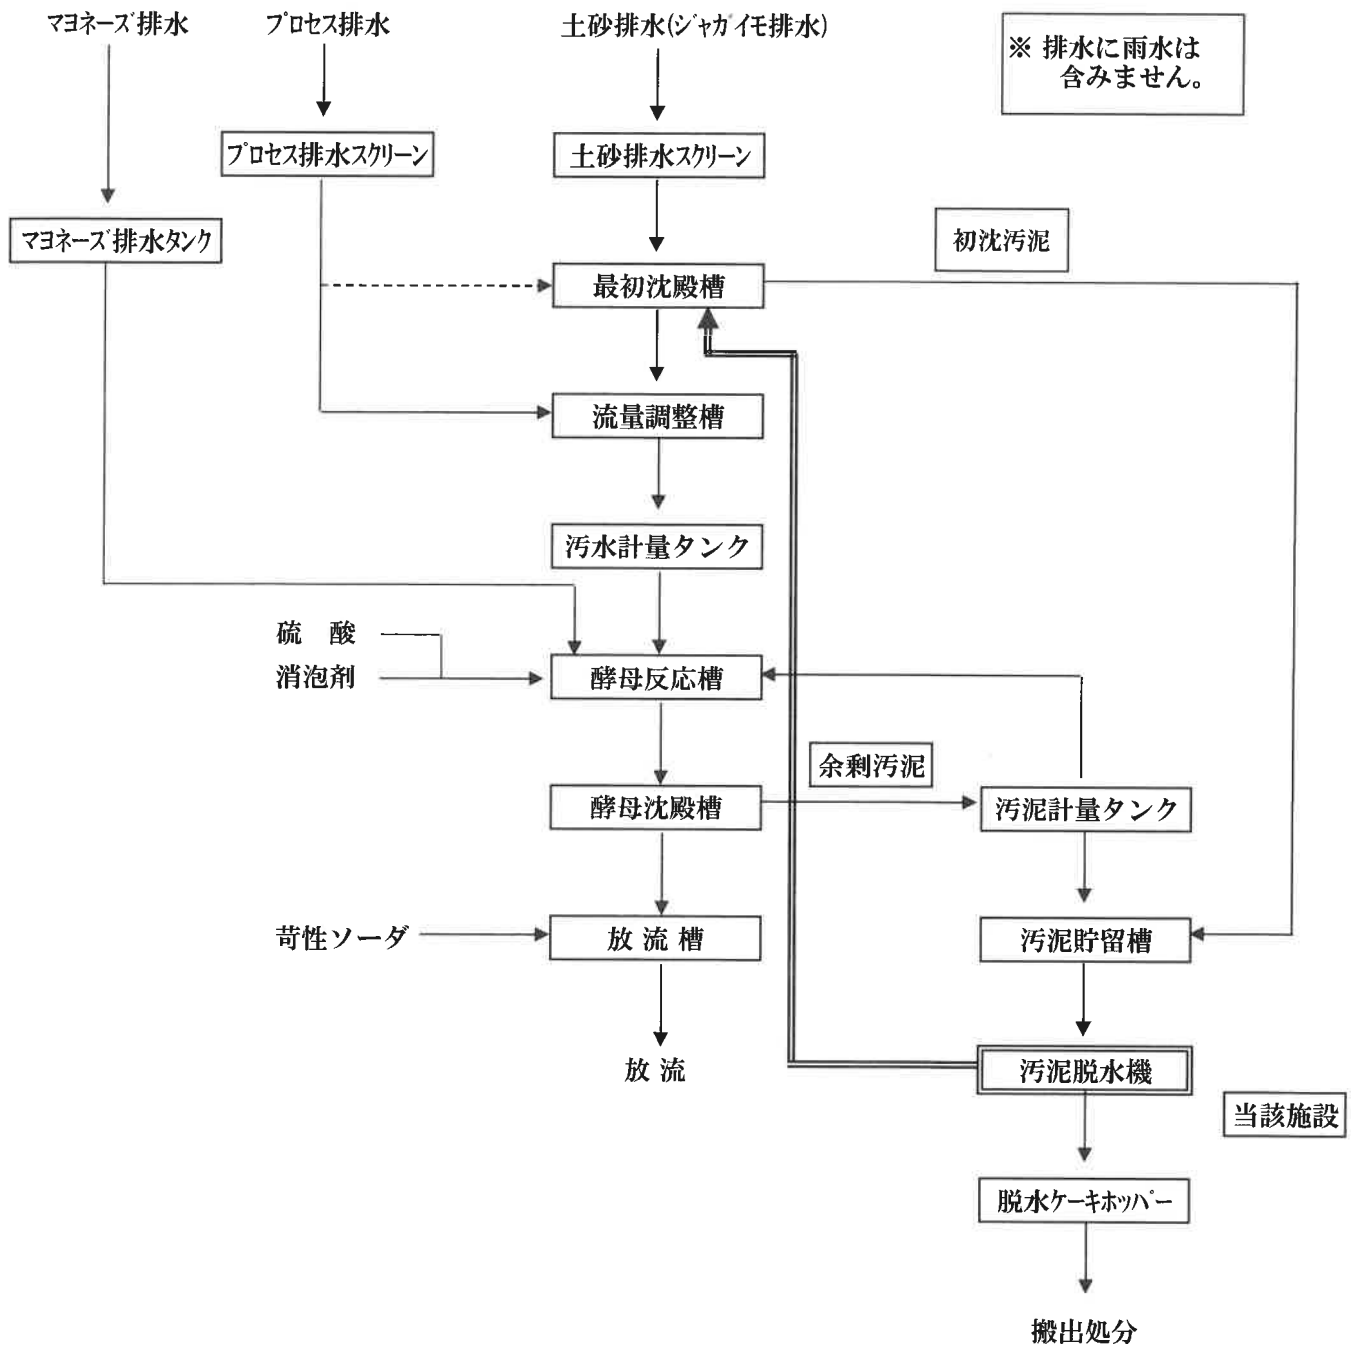 ﾏﾖﾈｰｽﾞ排水
ﾌﾟﾛｾｽ排水
土砂排水(ｼﾞｬｶﾞｲﾓ排水)
※ 排水に雨水は
含みません。
ﾌﾟﾛｾｽ排水ｽｸﾘｰﾝ
土砂排水ｽｸﾘｰﾝ
ﾏﾖﾈｰｽﾞ排水ﾀﾝｸ
初沈汚泥
最初沈殿槽
流量調整槽
汚水計量タンク
硫　酸
消泡剤
酵母反応槽
余剰汚泥
酵母沈殿槽
汚泥計量タンク
苛性ソーダ
放 流 槽
汚泥貯留槽
放 流
汚泥脱水機
当該施設
脱水ｹｰｷﾎｯﾊﾟｰ
搬出処分